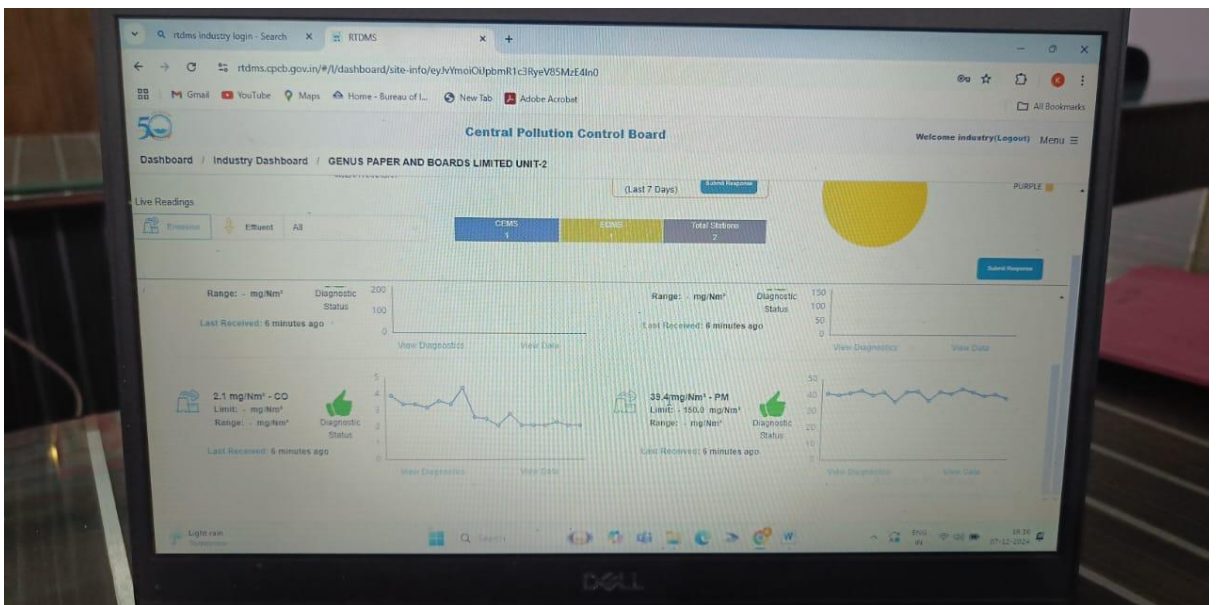 rtdms industry login - Search
RTDMS
rtdms.cpcb.gov.in/#/l/dashboard/site-info/
Gmail YouTube Maps Home - Bureau of I... New Tab Adobe Acrobat
All Bookmarks
50
Central Pollution Control Board
Welcome industry(Logout) Menu
Dashboard / Industry Dashboard / GENUS PAPER AND BOARDS LIMITED UNIT-2
(Last 7 Days)
Submit Response
PURPLE
Live Readings
Emission Effluent All
CEMS
1
EQMS
1
Total Stations
2
Submit Response
Range: - mg/Nm³
Diagnostic
Status
Last Received: 6 minutes ago
200
100
0
View Diagnostics View Data
Range: - mg/Nm³
Diagnostic
Status
Last Received: 6 minutes ago
150
100
50
0
View Diagnostics View Data
2.1 mg/Nm³ - CO
Limit: - mg/Nm³
Range: - mg/Nm³
Diagnostic
Status
Last Received: 6 minutes ago
5
4
3
2
View Diagnostics View Data
39.4 mg/Nm³ - PM
Limit: - 150.0 mg/Nm³
Range: - mg/Nm³
Diagnostic
Status
Last Received: 6 minutes ago
50
40
30
20
10
View Diagnostics View Data
Light rain
Search
ENG
IN
07-12-2024
DELL